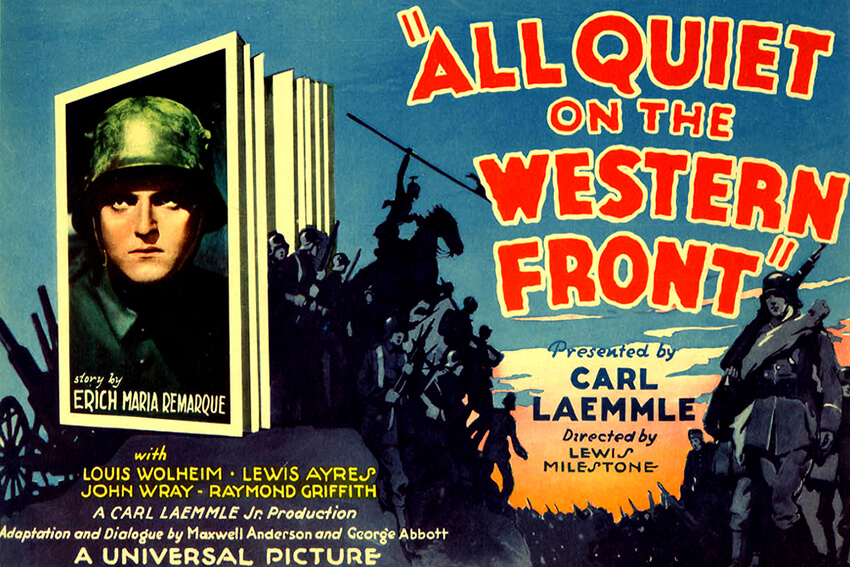 "ALL QUIET
ON THE
WESTERN
FRONT"
Presented by
CARL
LAEMMLE
Directed by
LEWIS
MILESTONE
story by
ERICH MARIA REMARQUE
with
LOUIS WOLHEIM · LEWIS AYRES
JOHN WRAY - RAYMOND GRIFFITH
A CARL LAEMMLE Jr. Production
Adaptation and Dialogue by Maxwell Anderson and George Abbott
A UNIVERSAL PICTURE